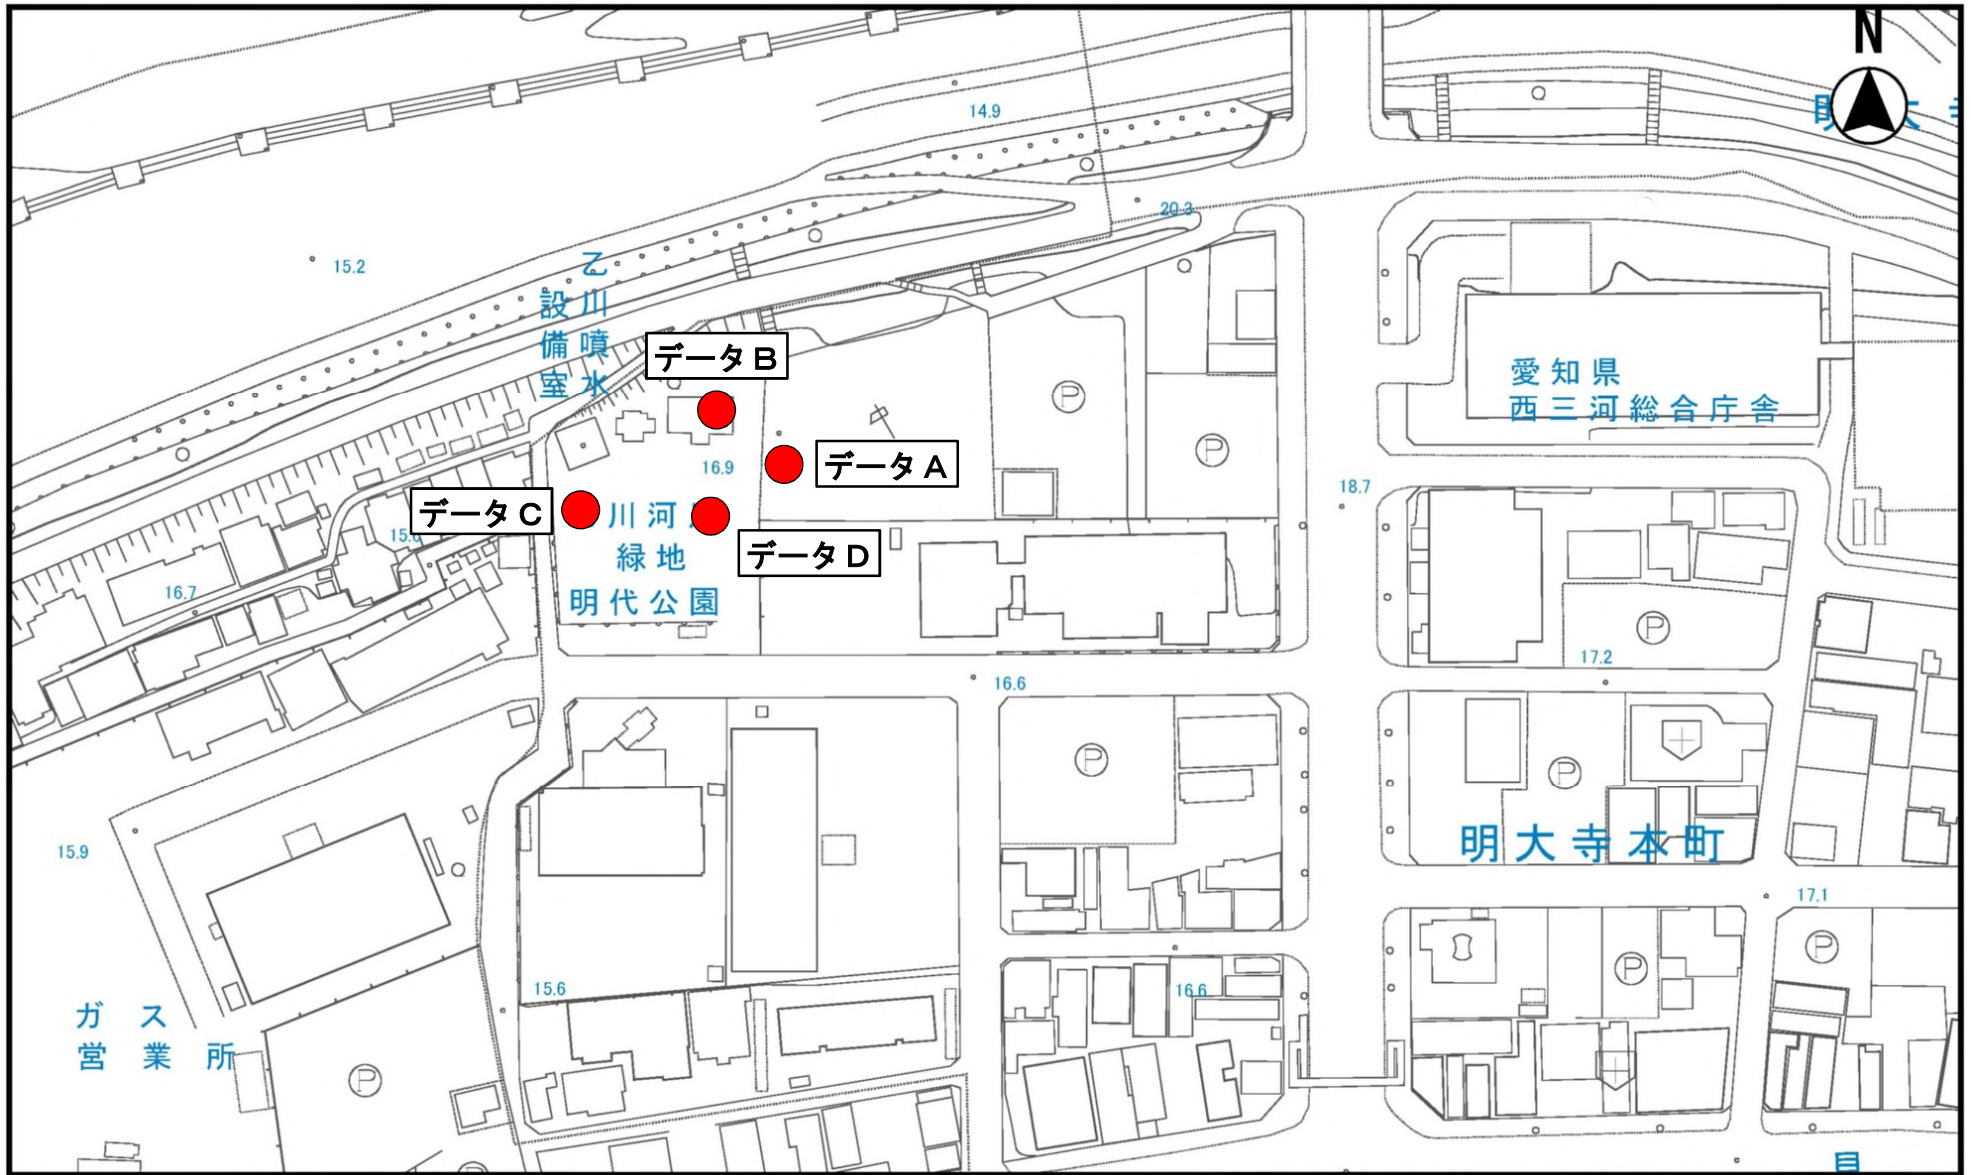 N
14.9
20.3
15.2
乙川噴水
設備室
データB
愛知県
西三河総合庁舎
16.9
データA
18.7
データC
川河
データD
緑地
明代公園
16.7
17.2
16.6
15.9
明大寺本町
17.1
15.6
16.6
ガス
営業所
P
P
P
P
P
P
P
P
P